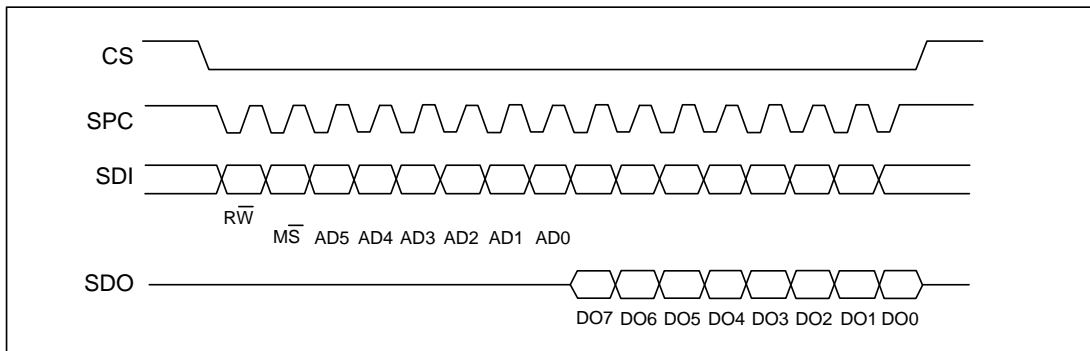 CS
SPC
SDI
RW̅
MS̅ AD5 AD4 AD3 AD2 AD1 AD0
SDO
DO7 DO6 DO5 DO4 DO3 DO2 DO1 DO0